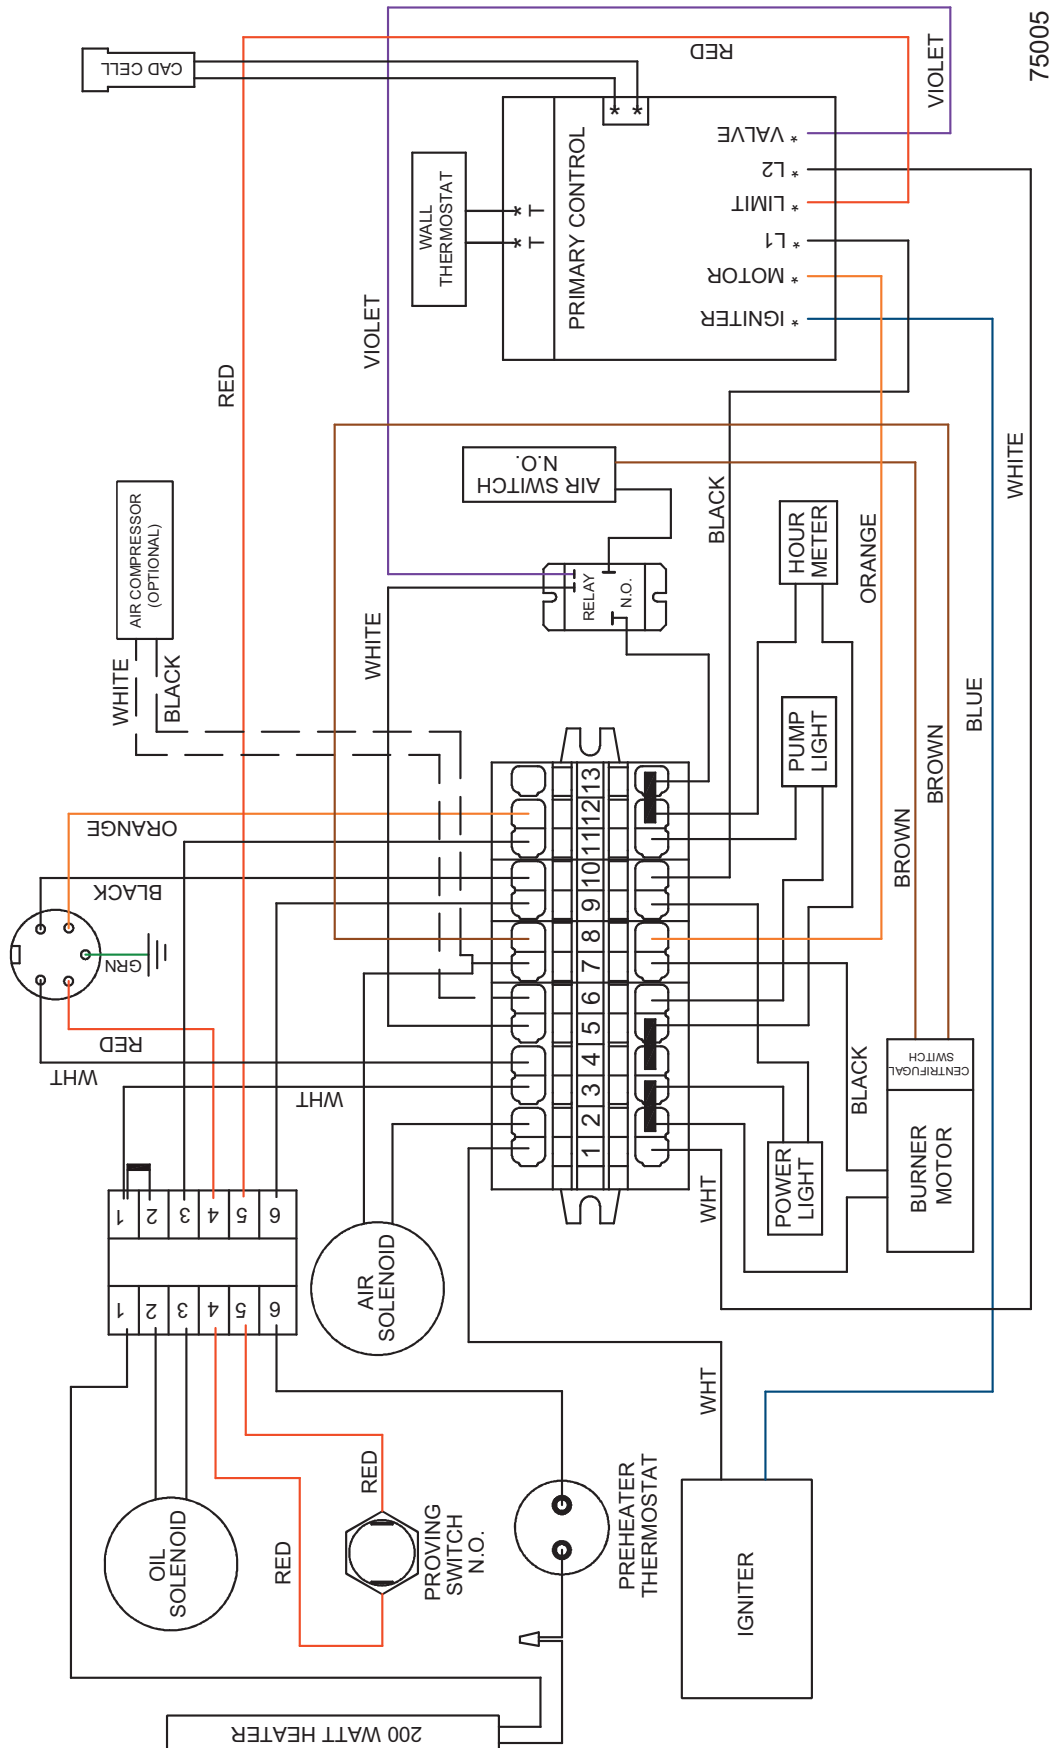 75005
CAD CELL
RED
VIOLET
WALL
THERMOSTAT
* *
* T
* T
PRIMARY CONTROL
* VALVE
* L2
* LIMIT
* L1
* MOTOR
* IGNITER
VIOLET
RED
AIR COMPRESSOR
(OPTIONAL)
WHITE
BLACK
WHITE
AIR SWITCH
N.O.
BLACK
HOUR
METER
ORANGE
WHITE
RELAY
N.O.
PUMP
LIGHT
BLUE
BROWN
BROWN
ORANGE
BLACK
GRN
RED
WHT
WHT
1 2 3 4 5 6 7 8 9 10 11 12 13
BLACK
CENTRIFUGAL
SWITCH
BURNER
MOTOR
POWER
LIGHT
WHT
1 2 3 4 5 6
1 2 3 4 5 6
AIR
SOLENOID
OIL
SOLENOID
RED
RED
PROVING
SWITCH
N.O.
PREHEATER
THERMOSTAT
WHT
IGNITER
200 WATT HEATER